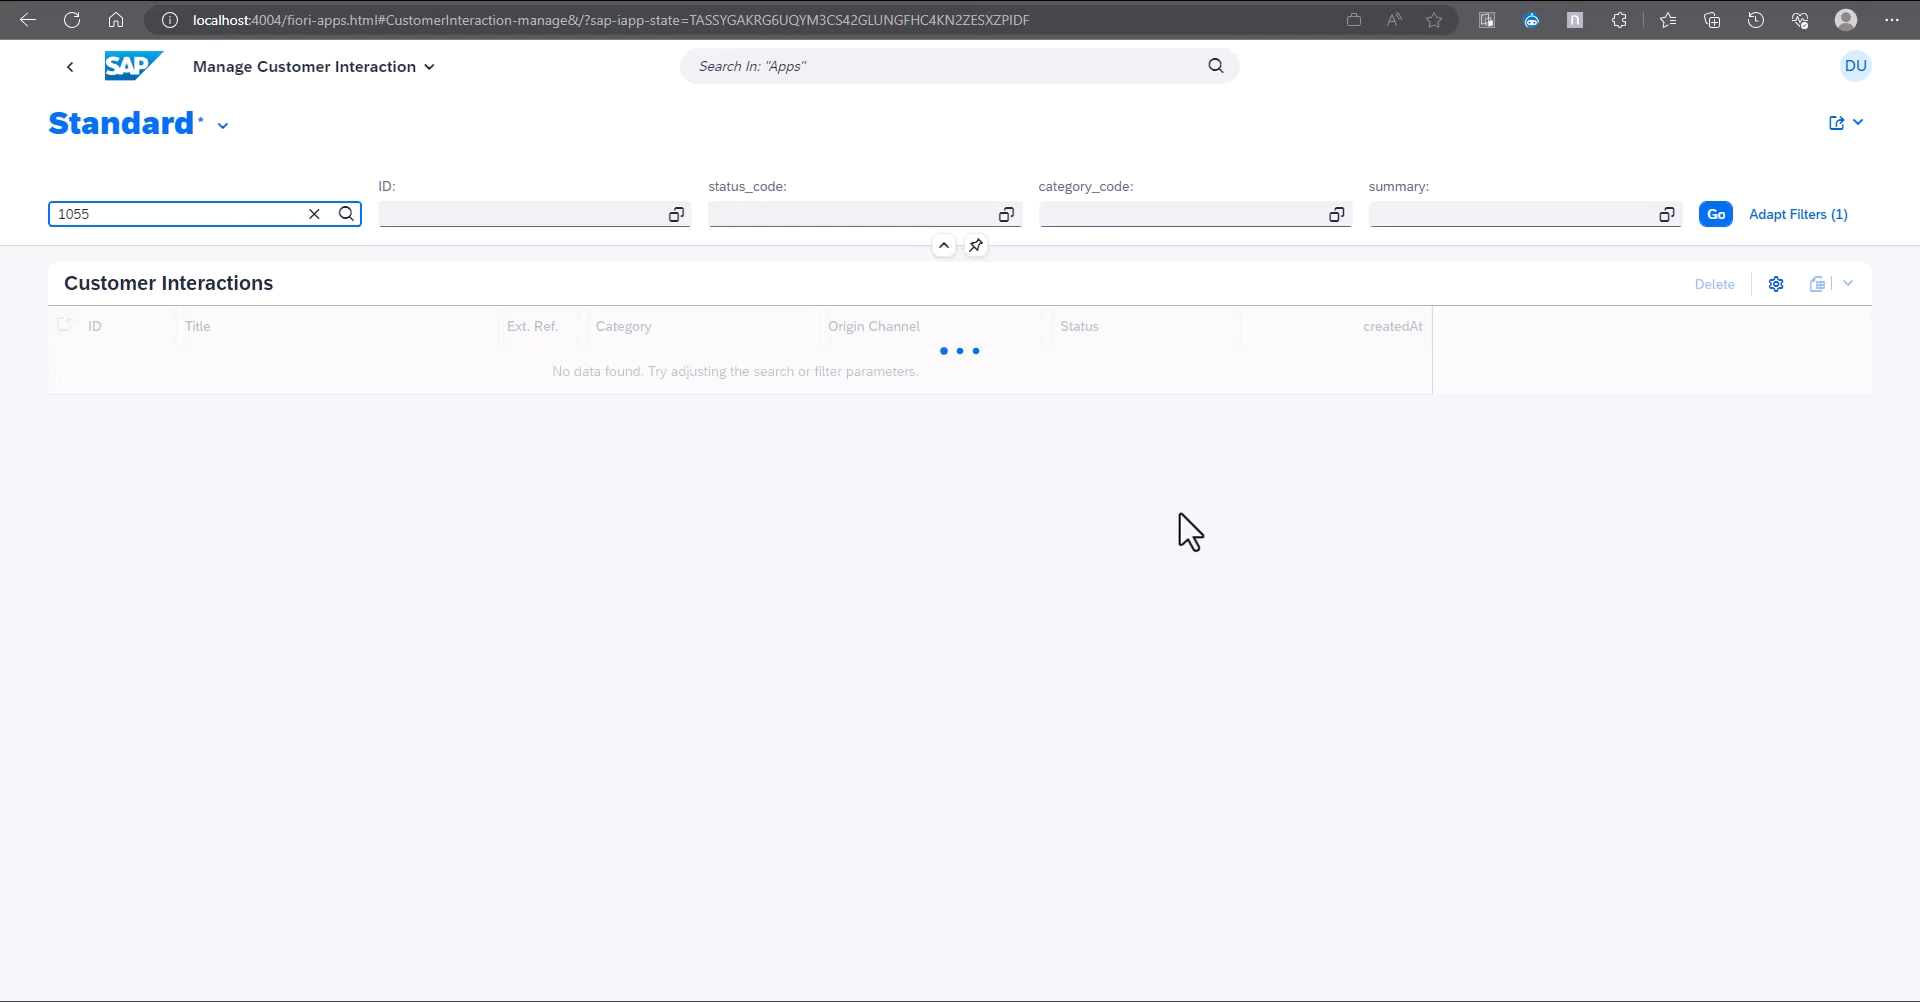 localhost:4004/fiori-apps.html#CustomerInteraction-manage&/?sap-iapp-state=TASSYGAKRG6UQYM3CS42GLUNGFHC4KN2ZESXZPIDF
SAP Manage Customer Interaction Search In: "Apps" DU
Standard *
ID: status_code: category_code: summary:
1055 Go Adapt Filters (1)
Customer Interactions Delete
ID Title Ext. Ref. Category Origin Channel Status createdAt
No data found. Try adjusting the search or filter parameters.